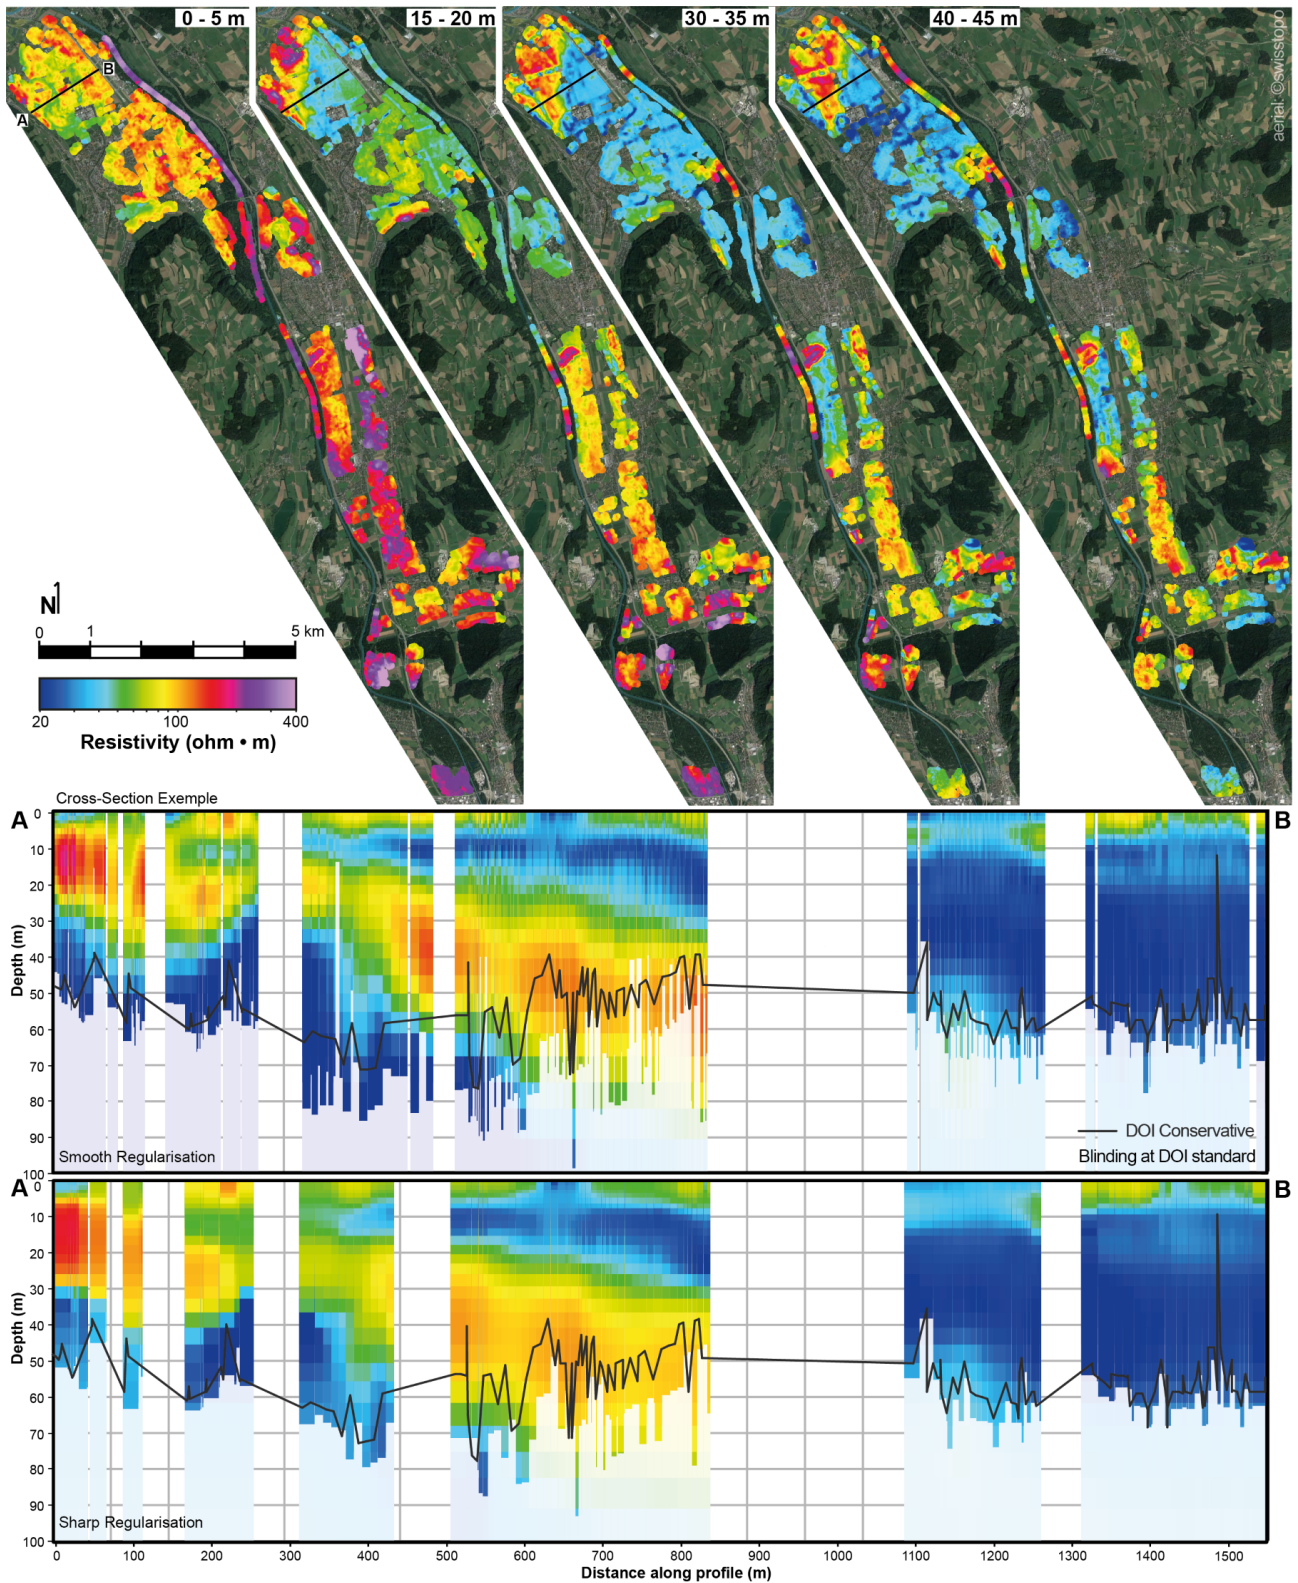 0 - 5 m
15 - 20 m
30 - 35 m
40 - 45 m
aerial: ©swisstopo
B
A
N
0 1 5 km
20 100 400
Resistivity (ohm • m)
Cross-Section Exemple
A B
0
10
20
30
40
50
60
70
80
90
100
Depth (m)
DOI Conservative
Blinding at DOI standard
Smooth Regularisation
A B
0
10
20
30
40
50
60
70
80
90
100
Depth (m)
Sharp Regularisation
0 100 200 300 400 500 600 700 800 900 1000 1100 1200 1300 1400 1500
Distance along profile (m)